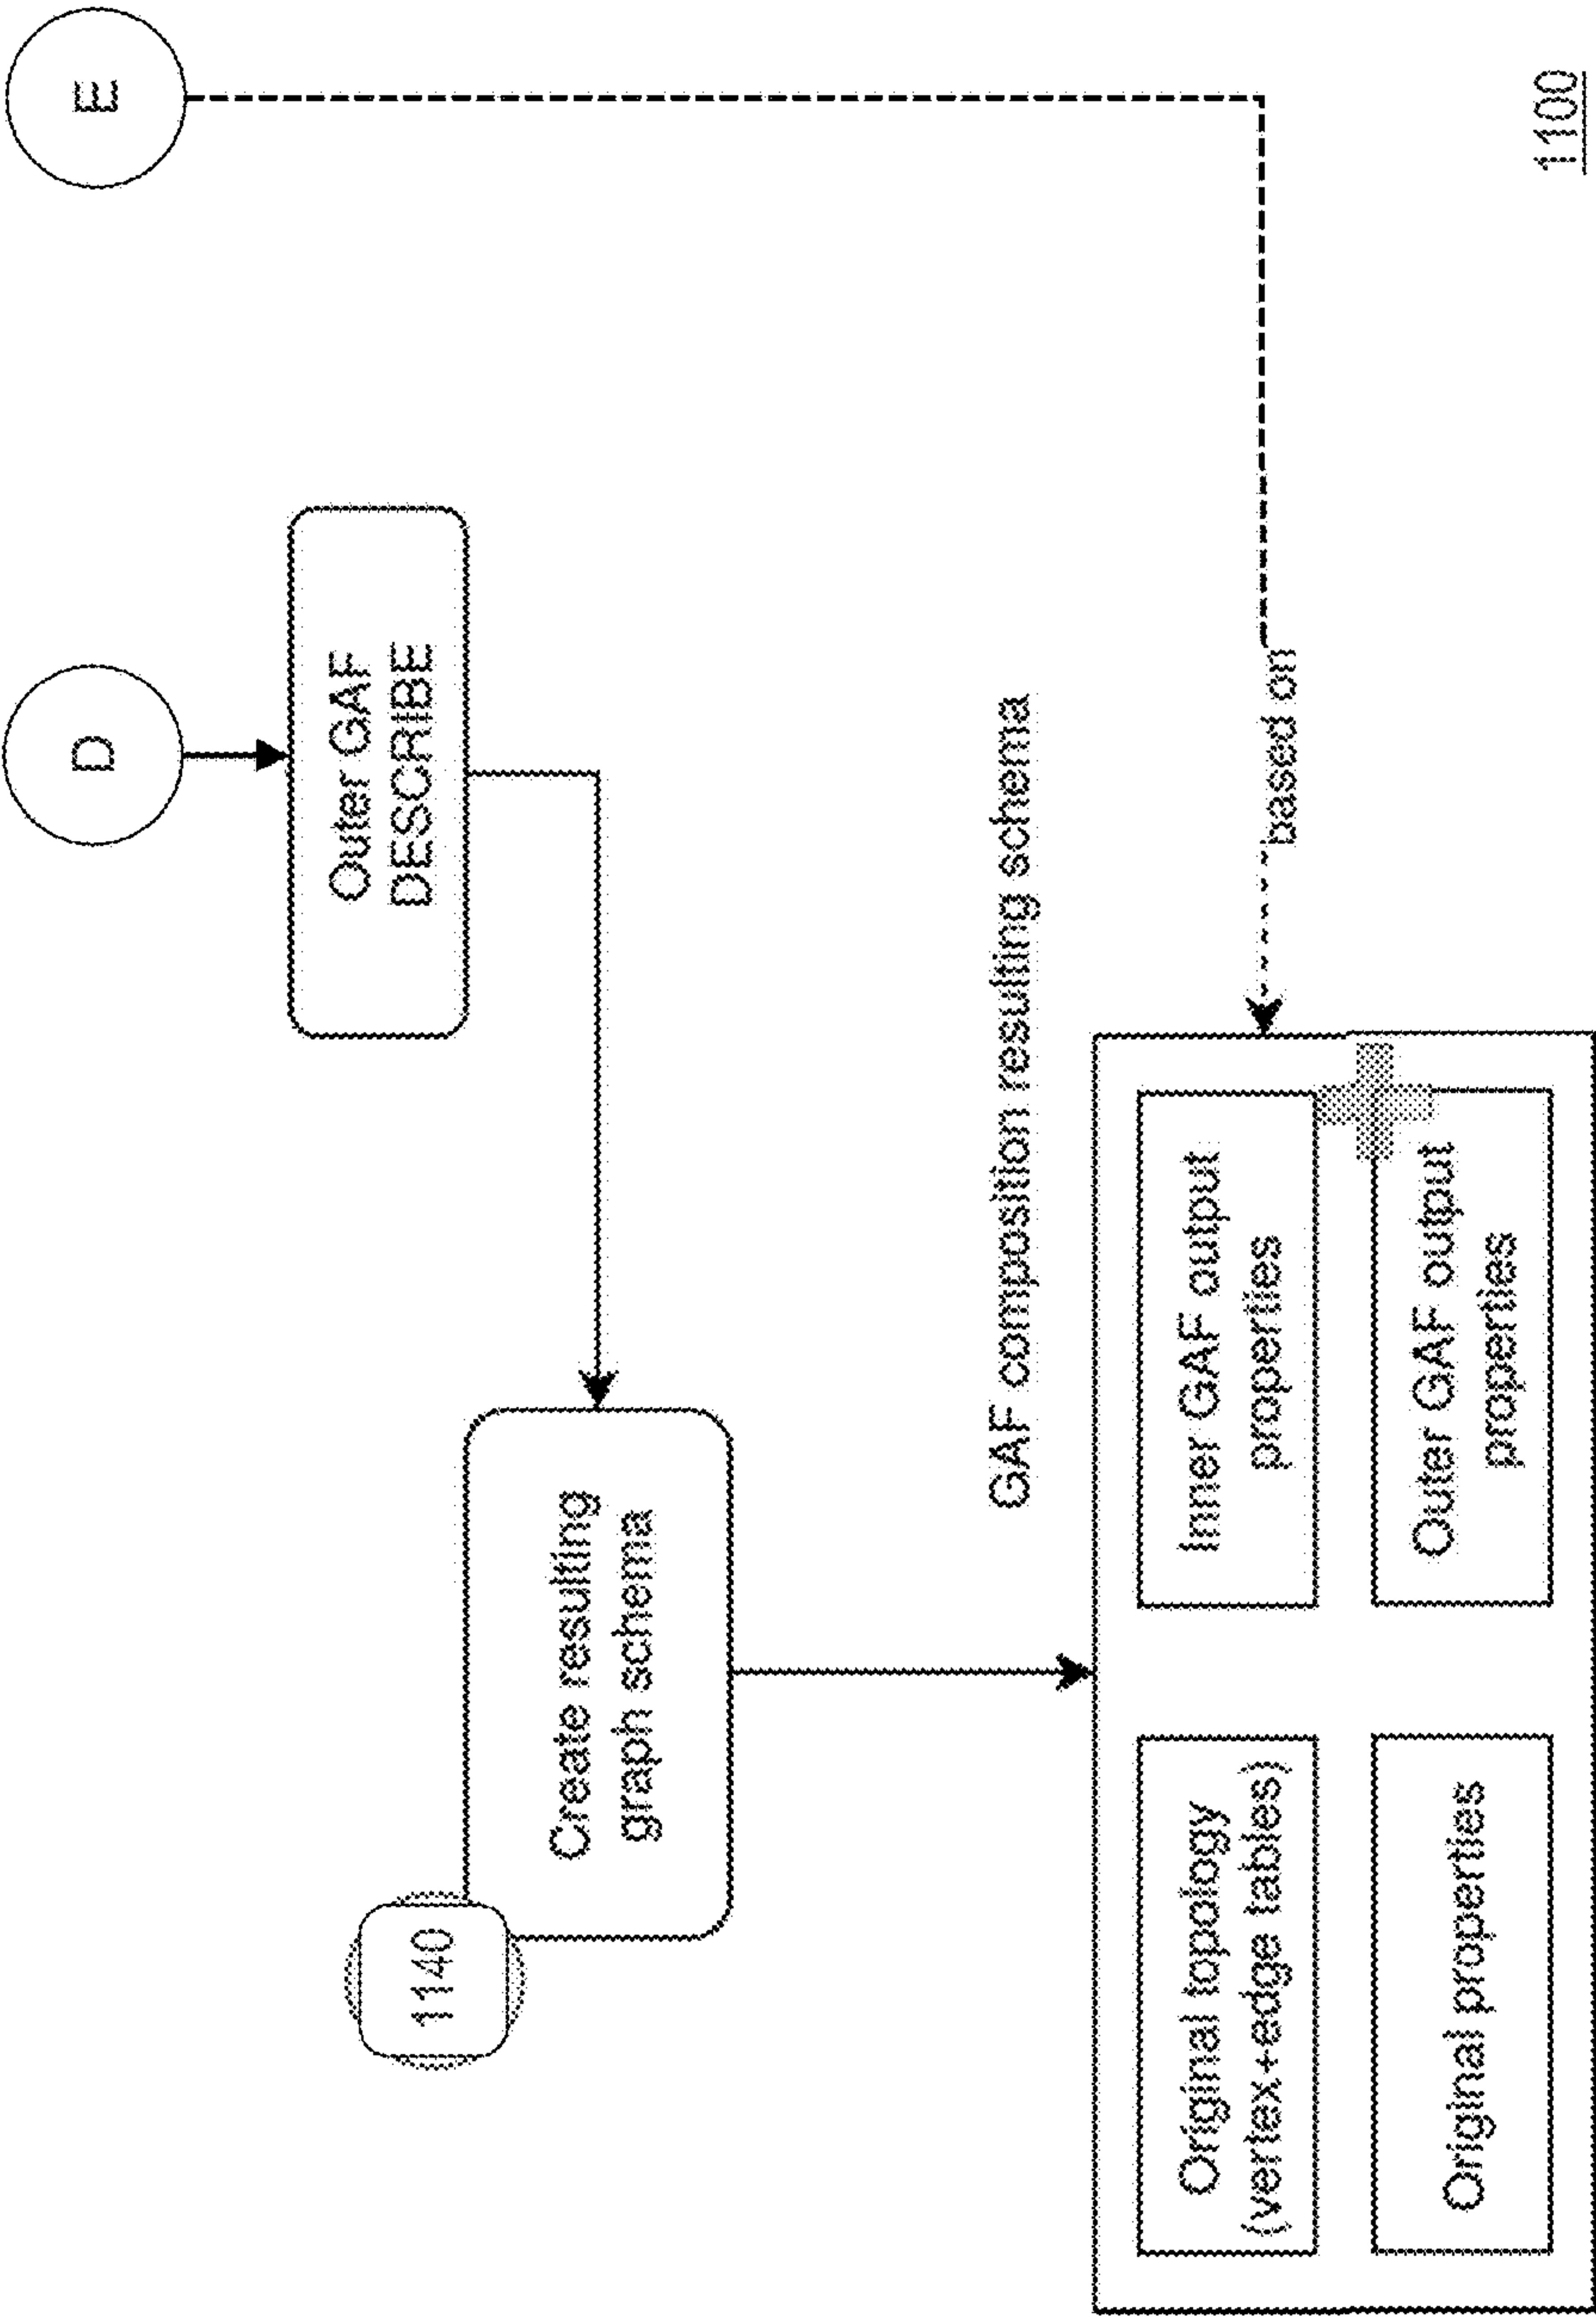 D
E
Outer GAF
DESCRIBE
1140
Create resulting
graph schema
GAF composition resulting schema
based on
Original topology
(vertex+edge tables)
Inner GAF output
properties
Original properties
Outer GAF output
properties
1100